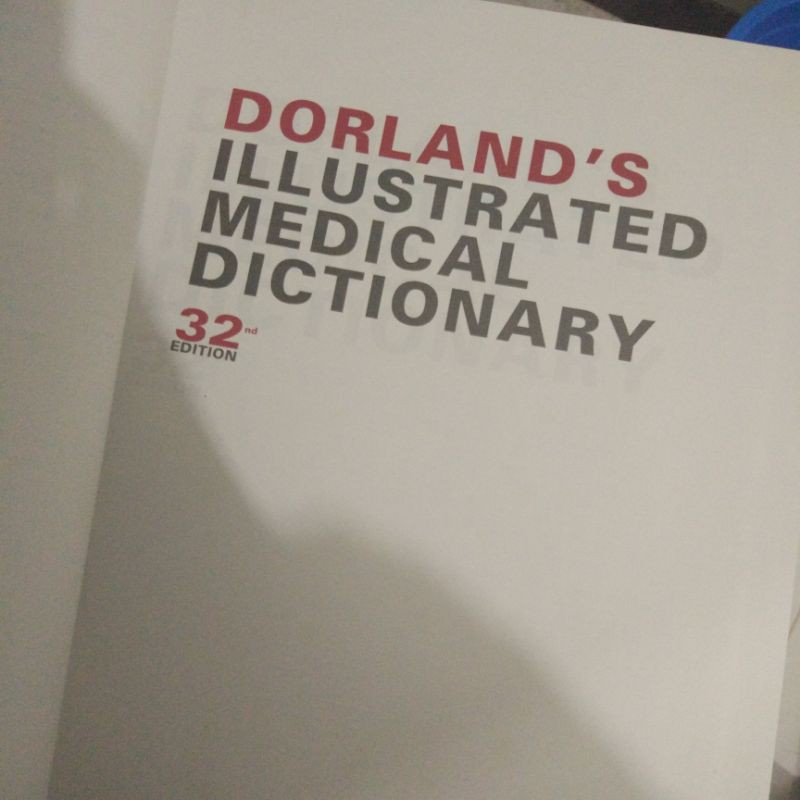 DORLAND'S
ILLUSTRATED
MEDICAL
DICTIONARY
32nd
EDITION